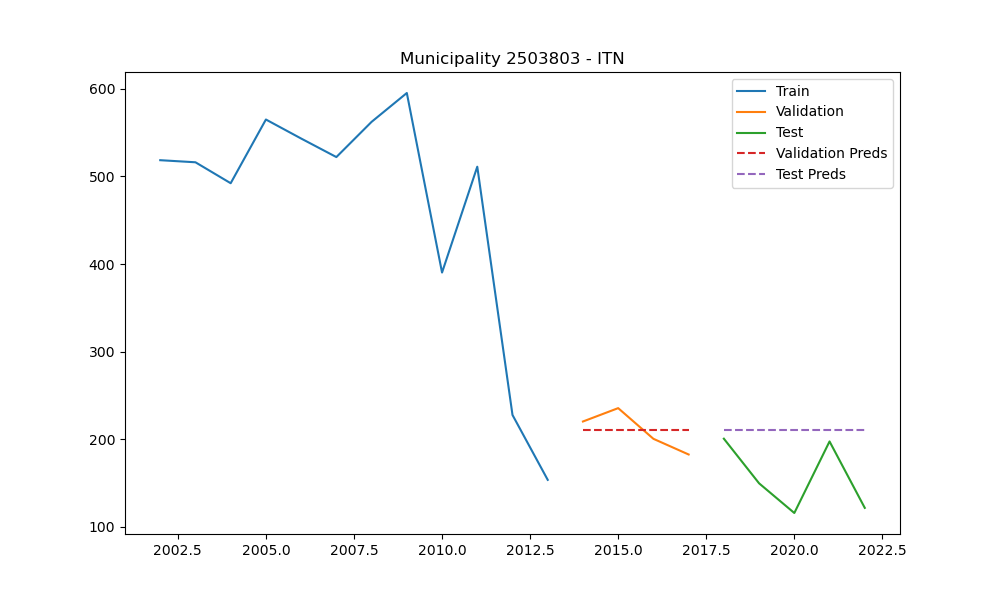 Municipality 2503803 - ITN
600
500
400
300
200
100
Train
Validation
Test
Validation Preds
Test Preds
2002.5 2005.0 2007.5 2010.0 2012.5 2015.0 2017.5 2020.0 2022.5